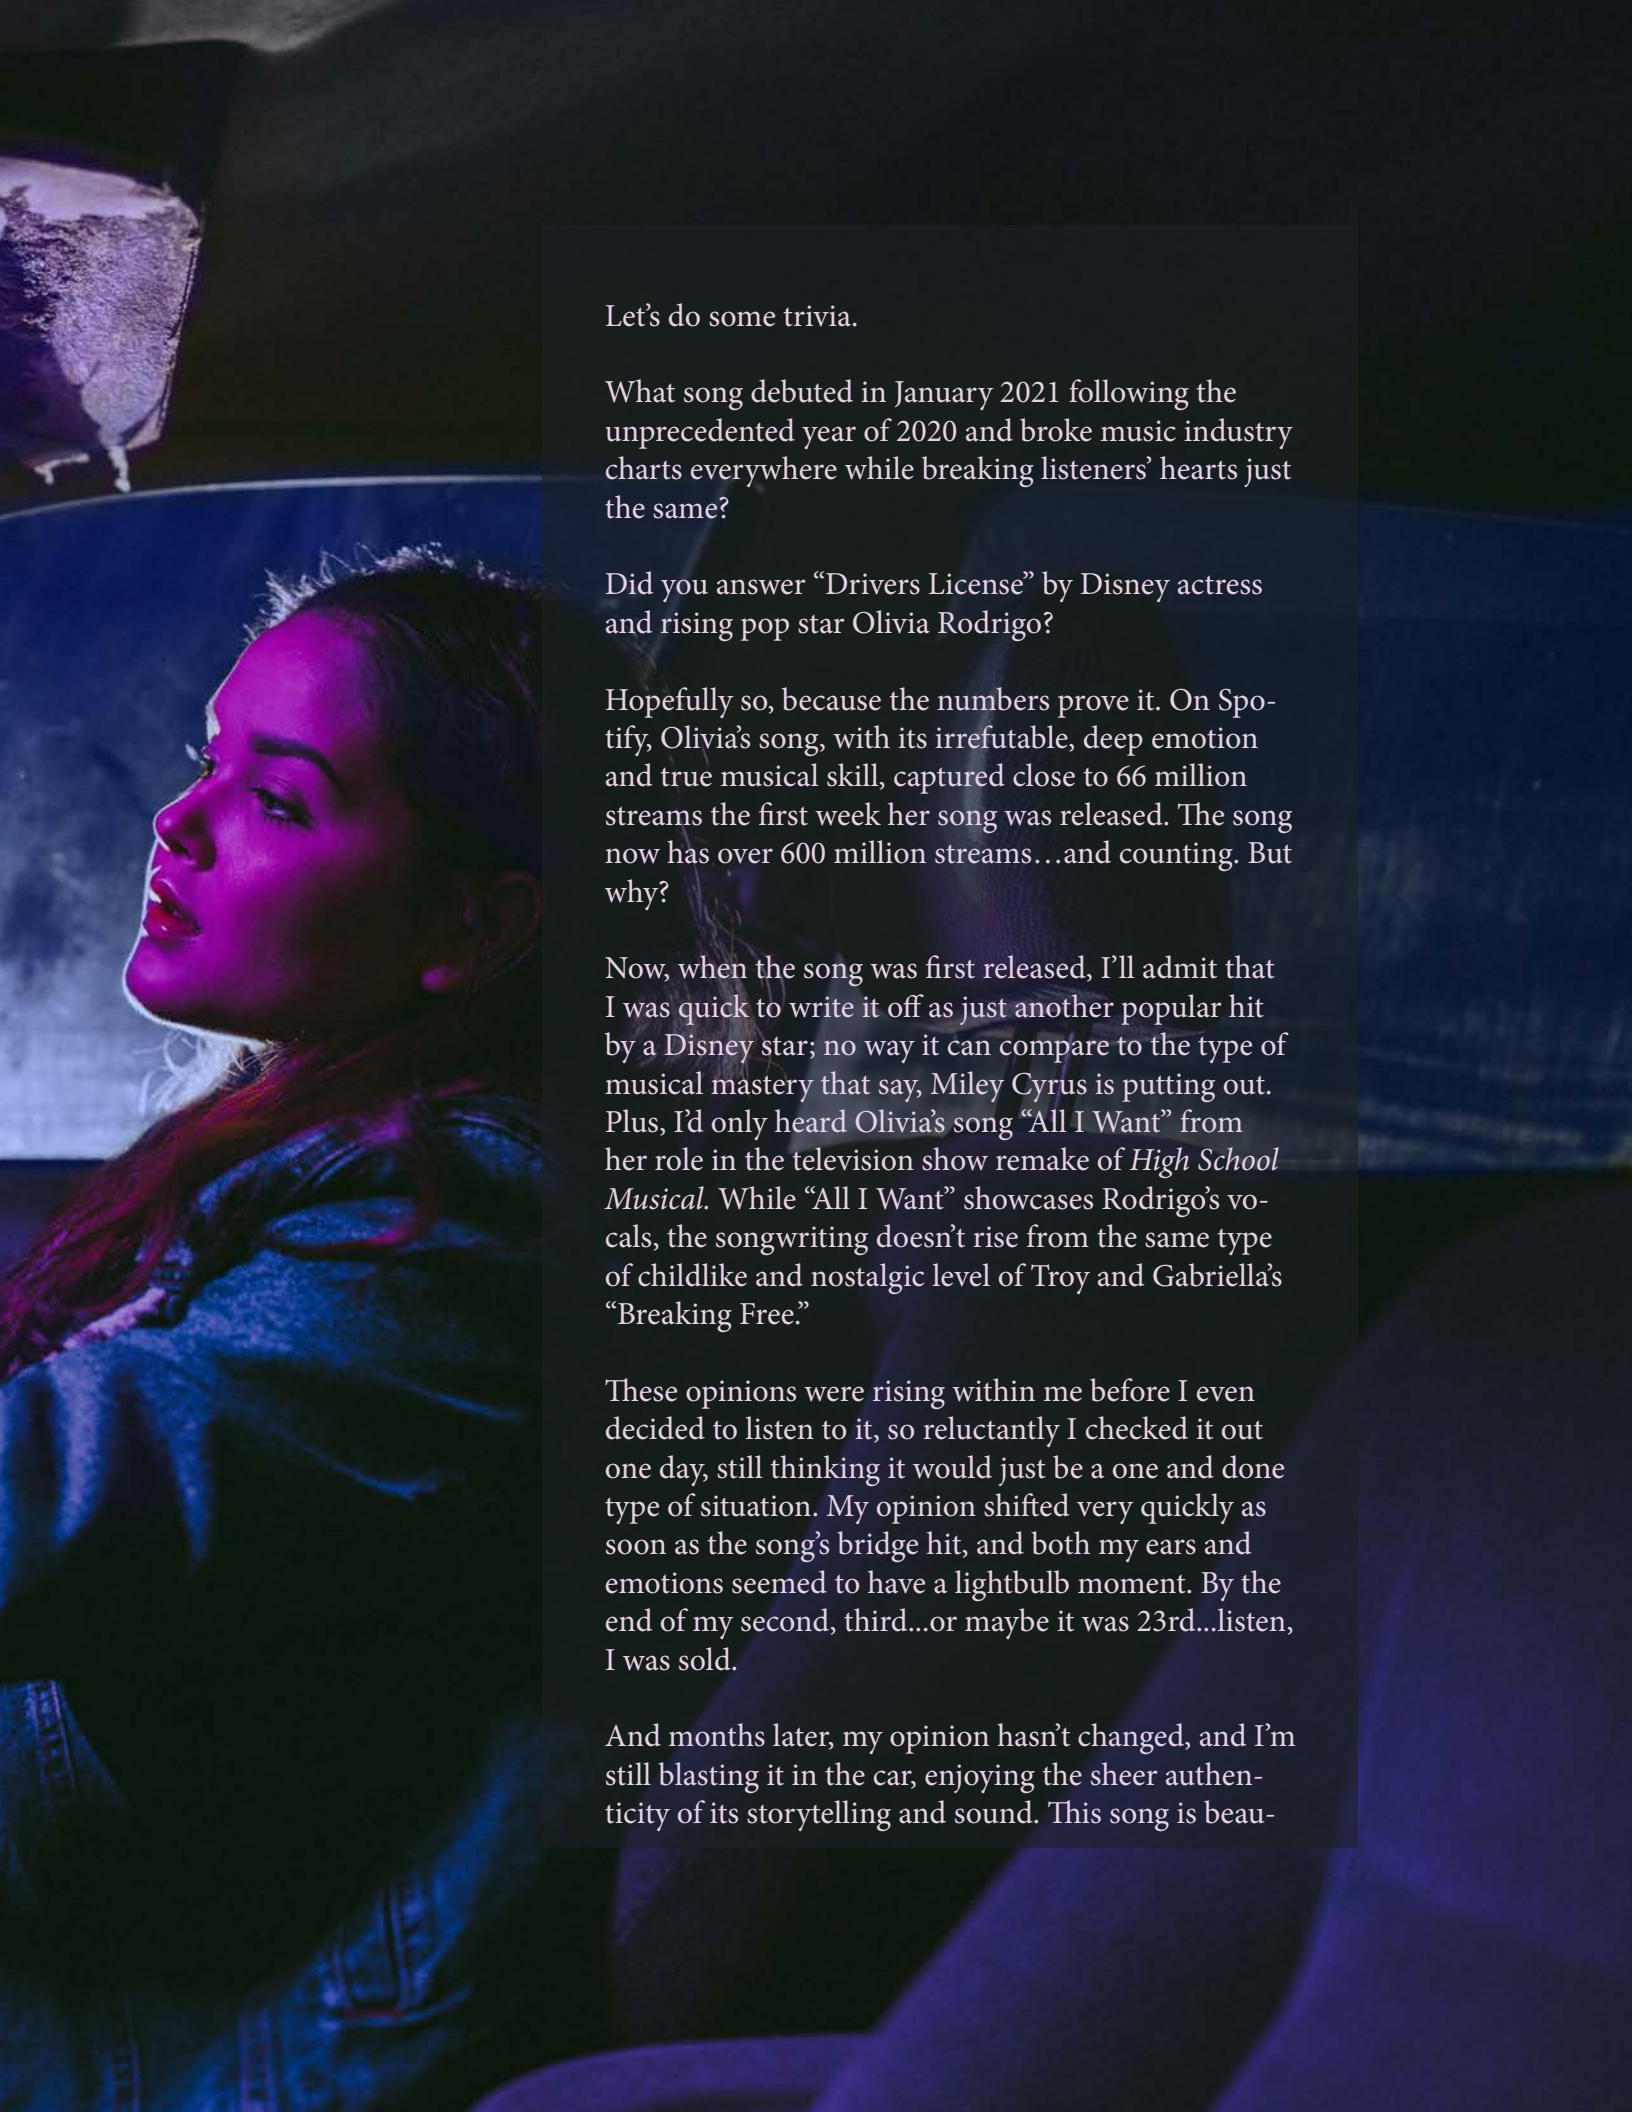 Let’s do some trivia.
What song debuted in January 2021 following the
unprecedented year of 2020 and broke music industry
charts everywhere while breaking listeners’ hearts just
the same?
Did you answer “Drivers License” by Disney actress
and rising pop star Olivia Rodrigo?
Hopefully so, because the numbers prove it. On Spo-
tify, Olivia’s song, with its irrefutable, deep emotion
and true musical skill, captured close to 66 million
streams the first week her song was released. The song
now has over 600 million streams…and counting. But
why?
Now, when the song was first released, I’ll admit that
I was quick to write it off as just another popular hit
by a Disney star; no way it can compare to the type of
musical mastery that say, Miley Cyrus is putting out.
Plus, I’d only heard Olivia’s song “All I Want” from
her role in the television show remake of High School
Musical. While “All I Want” showcases Rodrigo’s vo-
cals, the songwriting doesn’t rise from the same type
of childlike and nostalgic level of Troy and Gabriella’s
“Breaking Free.”
These opinions were rising within me before I even
decided to listen to it, so reluctantly I checked it out
one day, still thinking it would just be a one and done
type of situation. My opinion shifted very quickly as
soon as the song’s bridge hit, and both my ears and
emotions seemed to have a lightbulb moment. By the
end of my second, third...or maybe it was 23rd...listen,
I was sold.
And months later, my opinion hasn’t changed, and I’m
still blasting it in the car, enjoying the sheer authen-
ticity of its storytelling and sound. This song is beau-